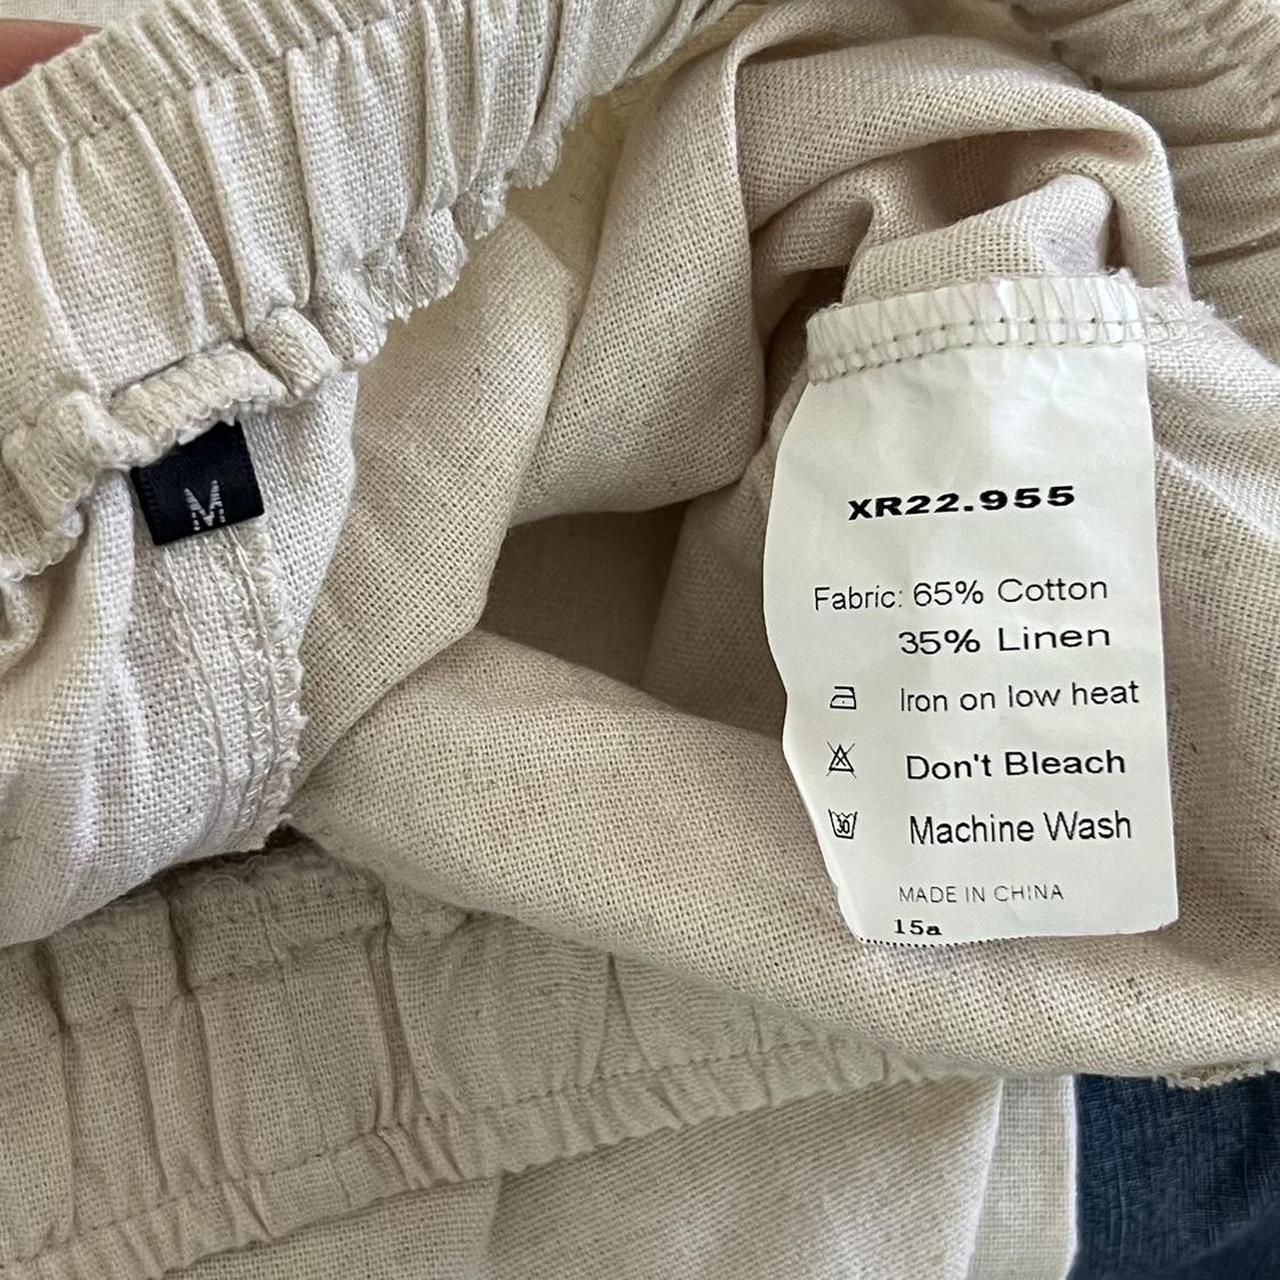 M
XR22.955
Fabric: 65% Cotton
35% Linen
Iron on low heat
Don't Bleach
30 Machine Wash
MADE IN CHINA
15a